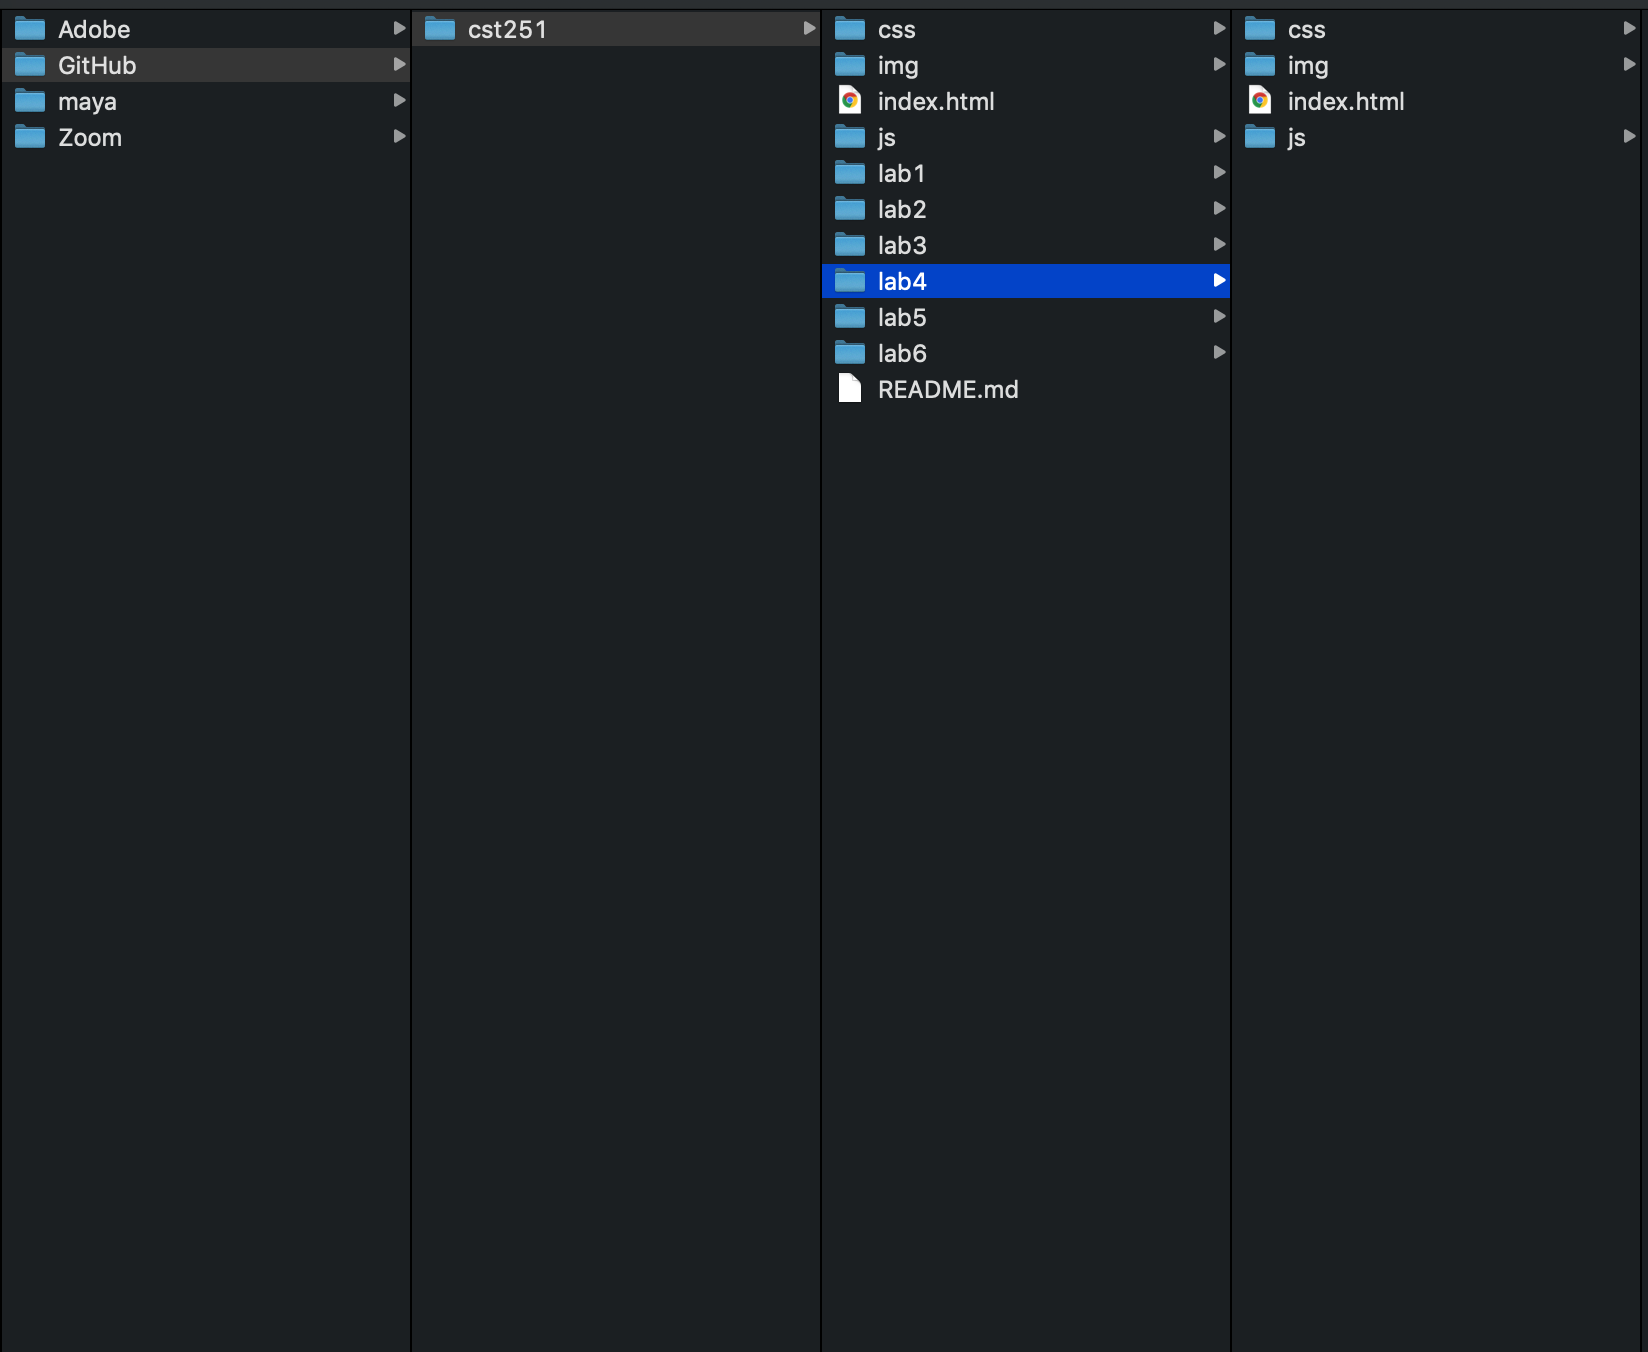 Adobe
GitHub
maya
Zoom
cst251
css
img
index.html
js
lab1
lab2
lab3
lab4
lab5
lab6
README.md
css
img
index.html
js